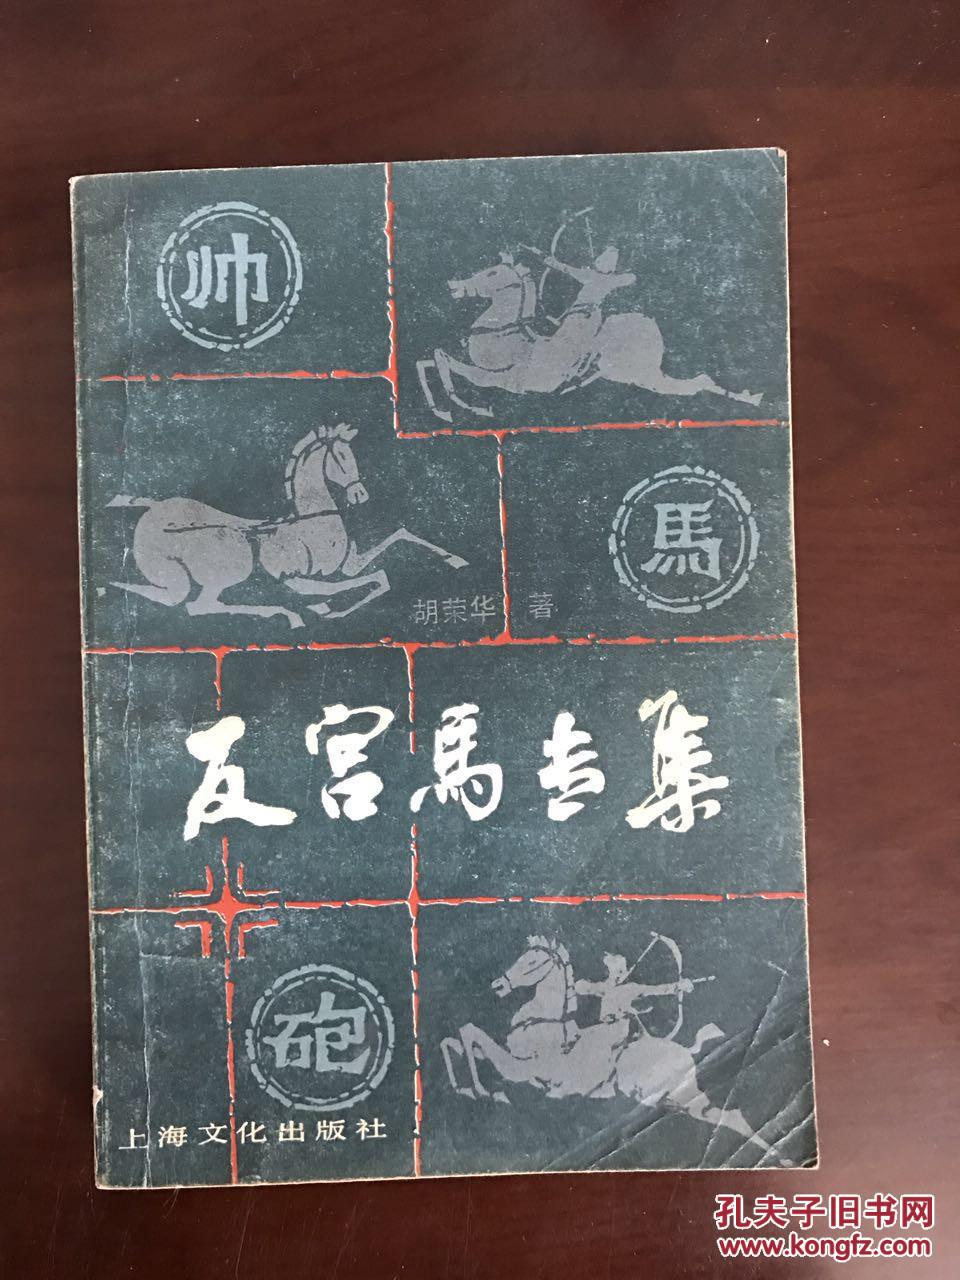 帅
馬
胡荣华 著
反宫馬专集
砲
上海文化出版社
孔夫子旧书网
www.kongfz.com